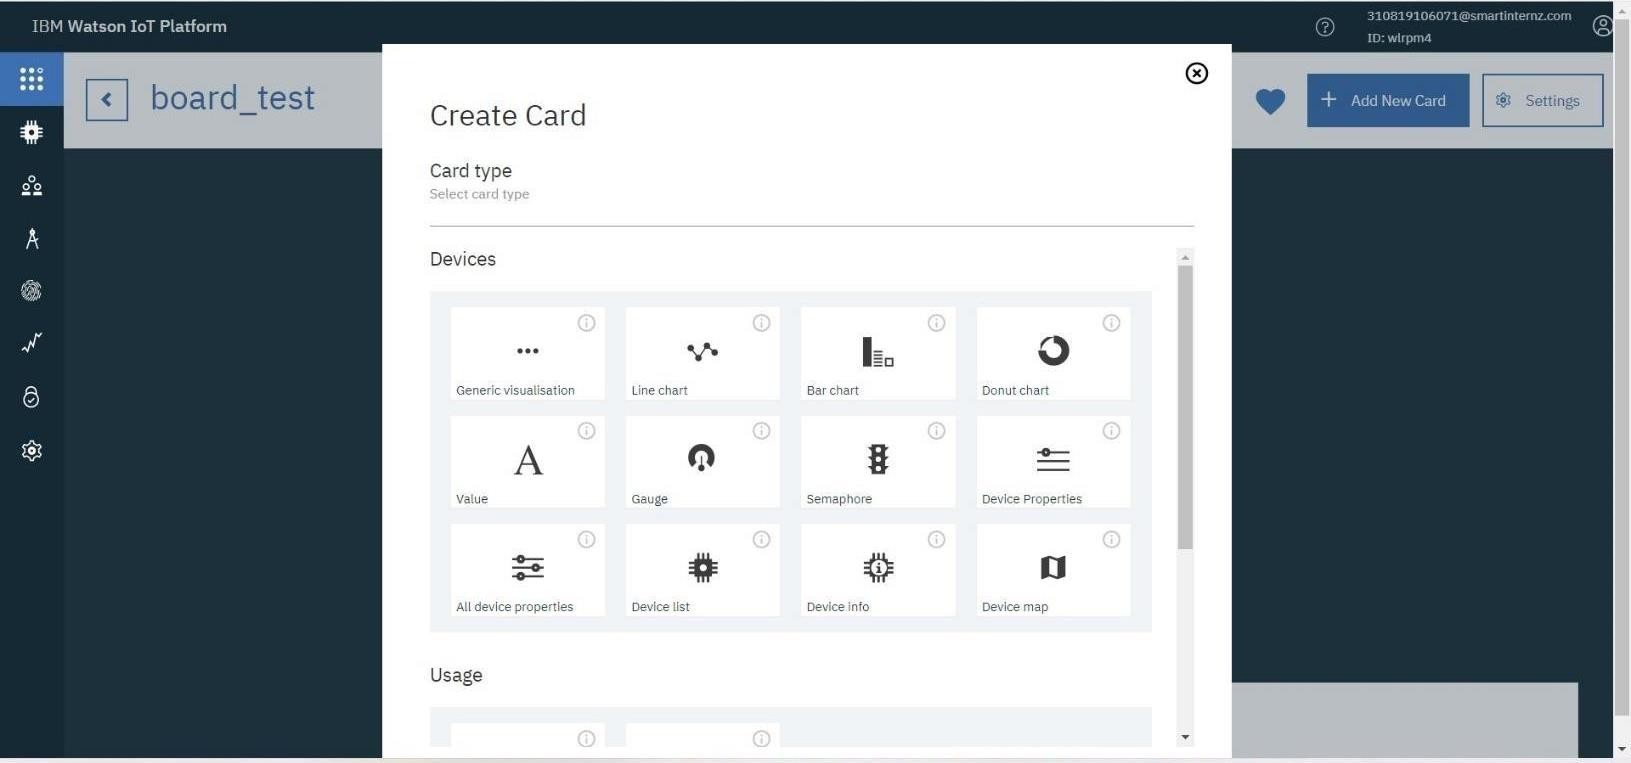 IBM Watson IoT Platform
310819106071@smartinternz.com
ID: wlrpm4
board_test
Add New Card
Settings
Create Card
Card type
Select card type
Devices
Generic visualisation
Line chart
Bar chart
Donut chart
Value
Gauge
Semaphore
Device Properties
All device properties
Device list
Device info
Device map
Usage